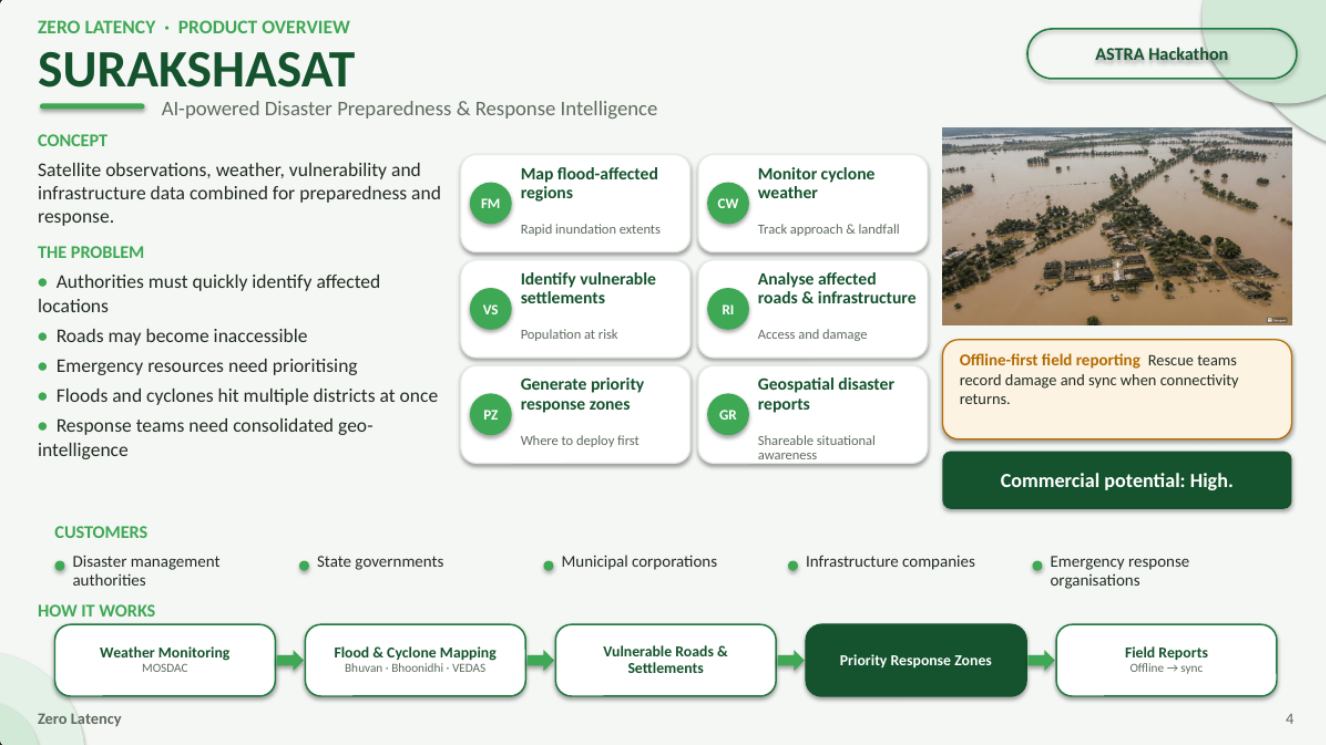 ZERO LATENCY · PRODUCT OVERVIEW
SURAKSHASAT
AI-powered Disaster Preparedness & Response Intelligence
ASTRA Hackathon
CONCEPT
Satellite observations, weather, vulnerability and
infrastructure data combined for preparedness and
response.
THE PROBLEM
• Authorities must quickly identify affected
locations
• Roads may become inaccessible
• Emergency resources need prioritising
• Floods and cyclones hit multiple districts at once
• Response teams need consolidated geo-
intelligence
FM
Map flood-affected
regions
Rapid inundation extents
CW
Monitor cyclone
weather
Track approach & landfall
VS
Identify vulnerable
settlements
Population at risk
RI
Analyse affected
roads & infrastructure
Access and damage
PZ
Generate priority
response zones
Where to deploy first
GR
Geospatial disaster
reports
Shareable situational
awareness
Offline-first field reporting Rescue teams
record damage and sync when connectivity
returns.
Commercial potential: High.
CUSTOMERS
• Disaster management
authorities
• State governments
• Municipal corporations
• Infrastructure companies
• Emergency response
organisations
HOW IT WORKS
Weather Monitoring
MOSDAC
Flood & Cyclone Mapping
Bhuvan · Bhoonidhi · VEDAS
Vulnerable Roads &
Settlements
Priority Response Zones
Field Reports
Offline → sync
Zero Latency
4